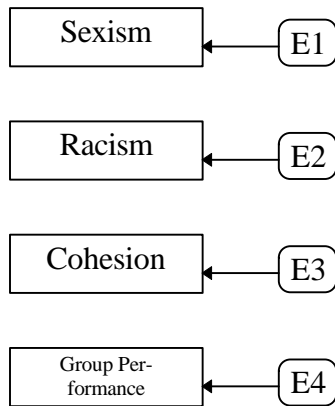 Sexism
E1
Racism
E2
Cohesion
E3
Group Per-
formance
E4